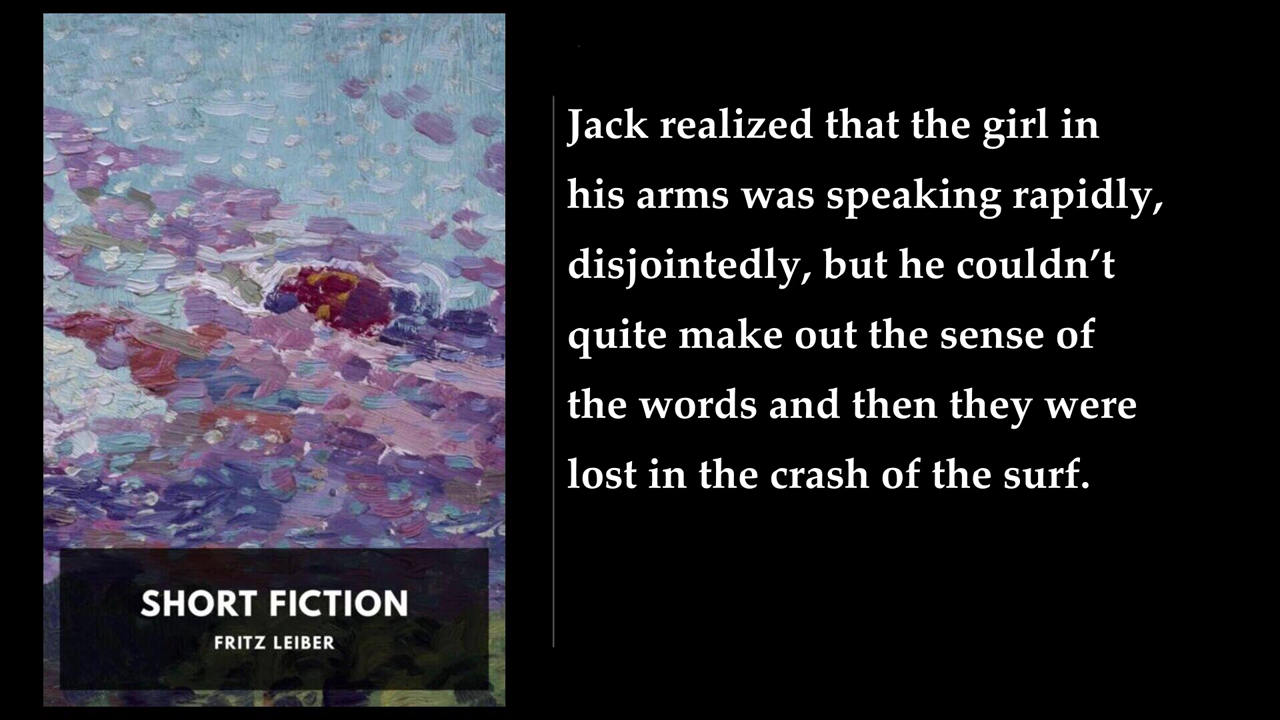 SHORT FICTION
FRITZ LEIBER
Jack realized that the girl in
his arms was speaking rapidly,
disjointedly, but he couldn’t
quite make out the sense of
the words and then they were
lost in the crash of the surf.